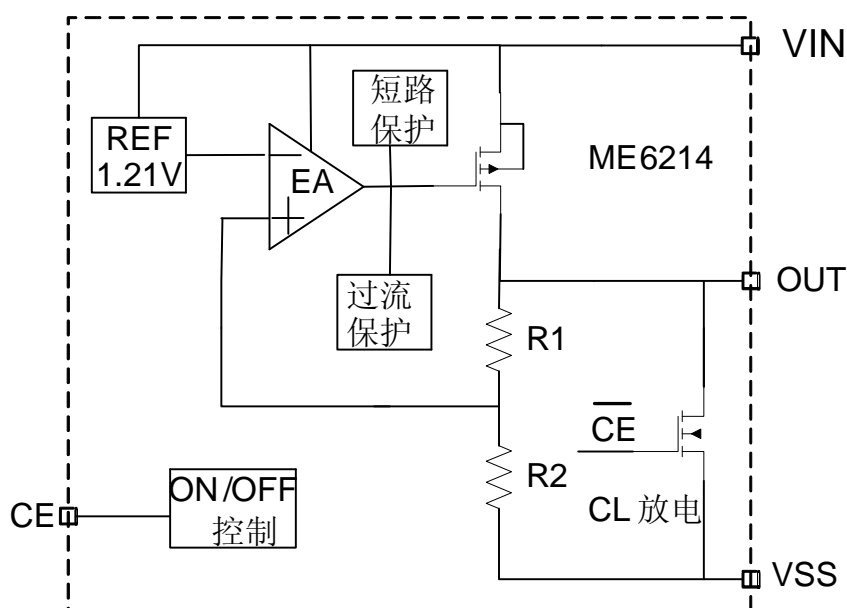 VIN
短路
保护
REF
1.21V
EA
ME6214
OUT
过流
保护
R1
CE
R2
ON/OFF
控制
CE
CL 放电
VSS